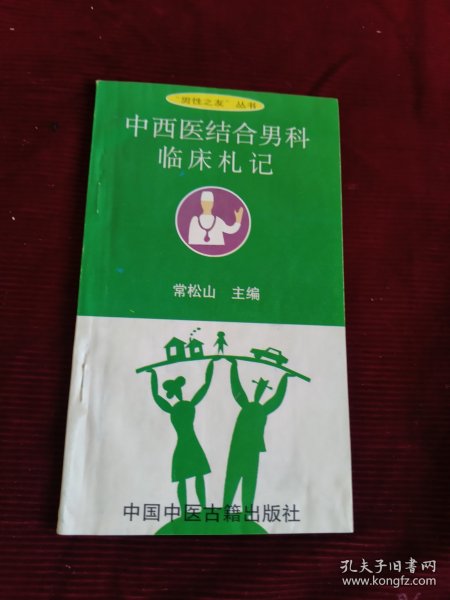 “男性之友”丛书
中西医结合男科
临床札记
常松山 主编
中国中医古籍出版社
孔夫子旧书网
www.kongfz.com